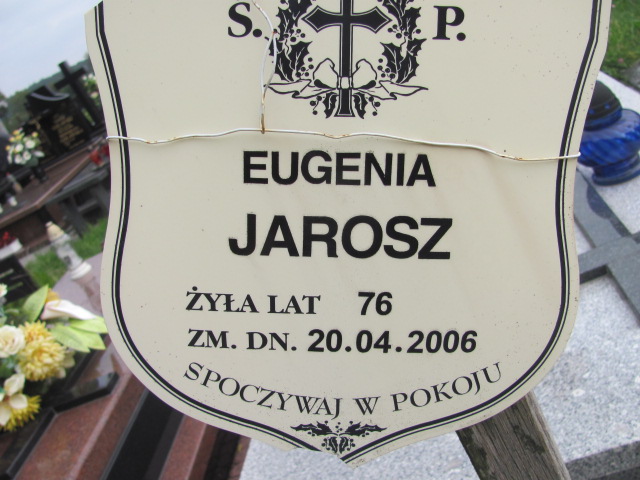 Ś. P.
EUGENIA
JAROSZ
ŻYŁA LAT 76
ZM. DN. 20.04.2006
SPOCZYWAJ W POKOJU